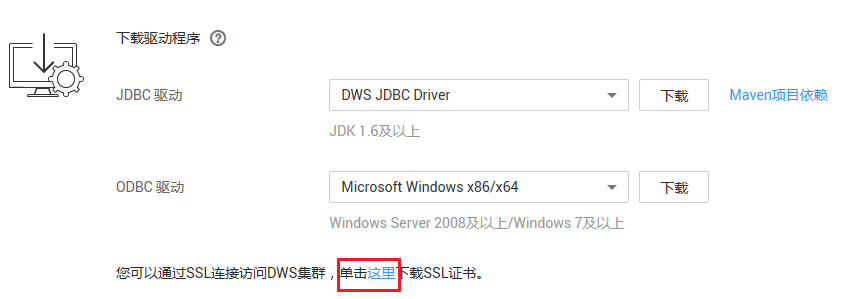 下载驱动程序 ?
JDBC 驱动 DWS JDBC Driver 下载 Maven项目依赖
JDK 1.6及以上
ODBC 驱动 Microsoft Windows x86/x64 下载
Windows Server 2008及以上/Windows 7及以上
您可以通过SSL连接访问DWS集群，单击这里下载SSL证书。